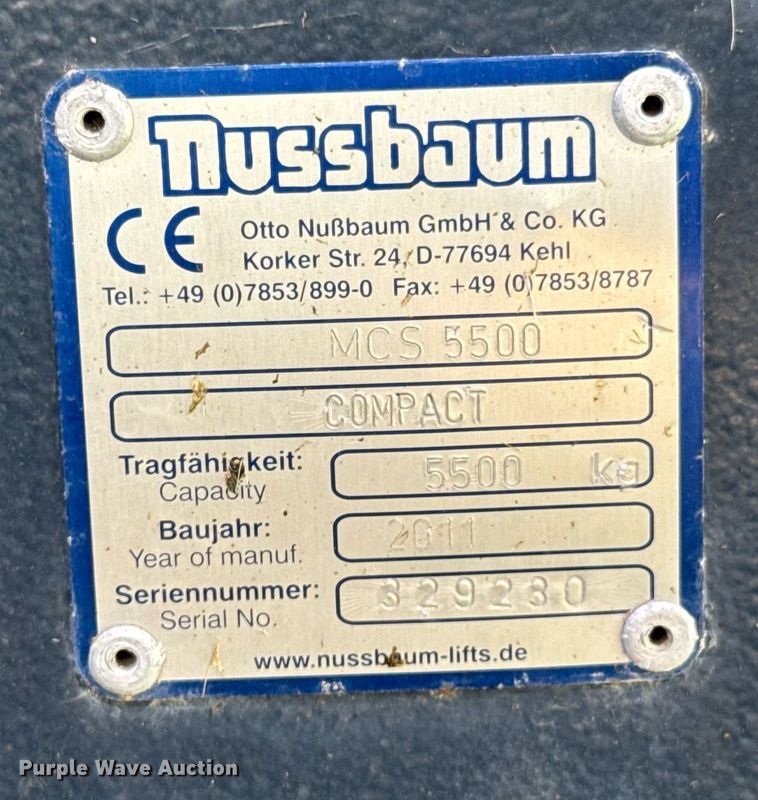 nussbaum
CE
Otto Nußbaum GmbH & Co. KG
Korker Str. 24, D-77694 Kehl
Tel.: +49 (0)7853/899-0 Fax: +49 (0)7853/8787
MCS 5500
COMPACT
Tragfähigkeit: 5500 kg
Capacity
Baujahr: 2011
Year of manuf.
Seriennummer: 329230
Serial No.
www.nussbaum-lifts.de
Purple Wave Auction